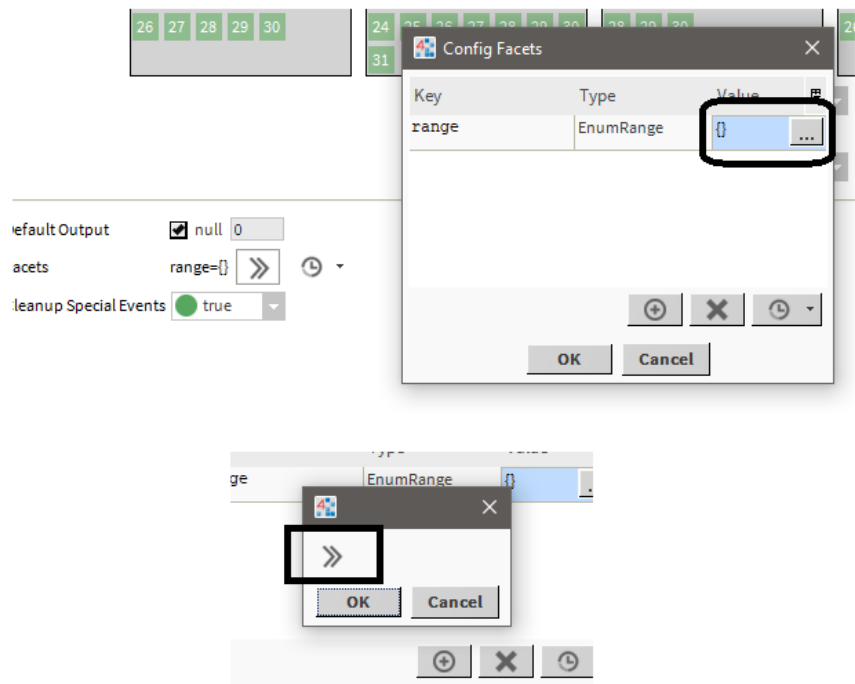 26 27 28 29 30
24 25 26 27 28 29 30
28 29 30
31
Config Facets
Key Type Value
range EnumRange {} ...
efault Output null 0
acets range={}
leanup Special Events true
OK Cancel
ge EnumRange {}
OK Cancel